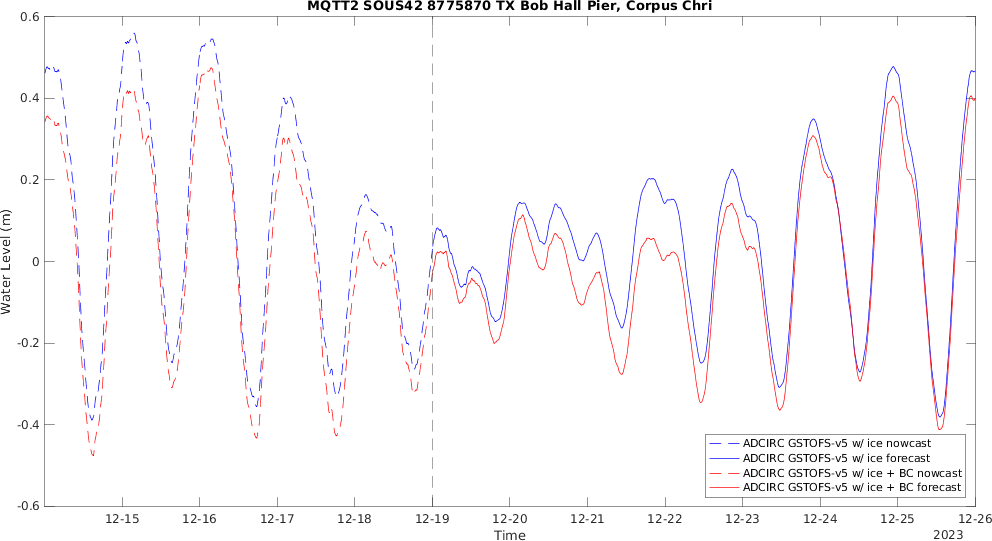 MQTT2 SOUS42 8775870 TX Bob Hall Pier, Corpus Chri
0.6
0.4
0.2
0
-0.2
-0.4
-0.6
Water Level (m)
ADCIRC GSTOFS-v5 w/ ice nowcast
ADCIRC GSTOFS-v5 w/ ice forecast
ADCIRC GSTOFS-v5 w/ ice + BC nowcast
ADCIRC GSTOFS-v5 w/ ice + BC forecast
12-15 12-16 12-17 12-18 12-19 12-20 12-21 12-22 12-23 12-24 12-25 12-26
Time
2023